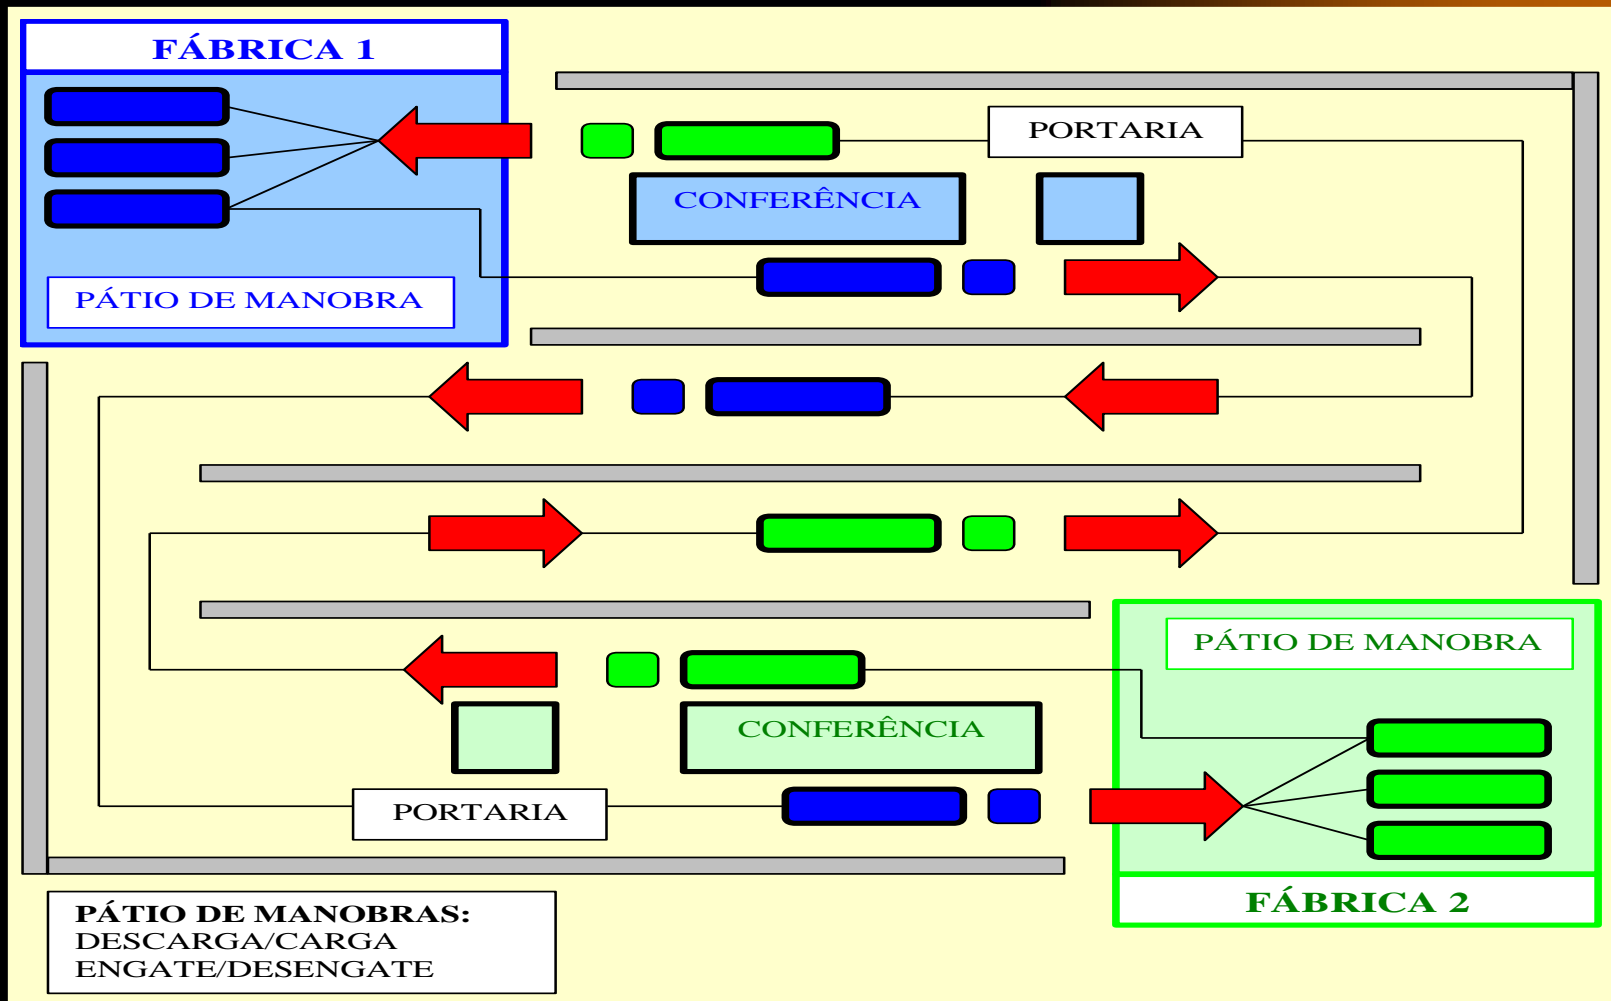 FÁBRICA 1
PORTARIA
CONFERÊNCIA
PÁTIO DE MANOBRA
PÁTIO DE MANOBRA
CONFERÊNCIA
PORTARIA
FÁBRICA 2
PÁTIO DE MANOBRAS:
DESCARGA/CARGA
ENGATE/DESENGATE